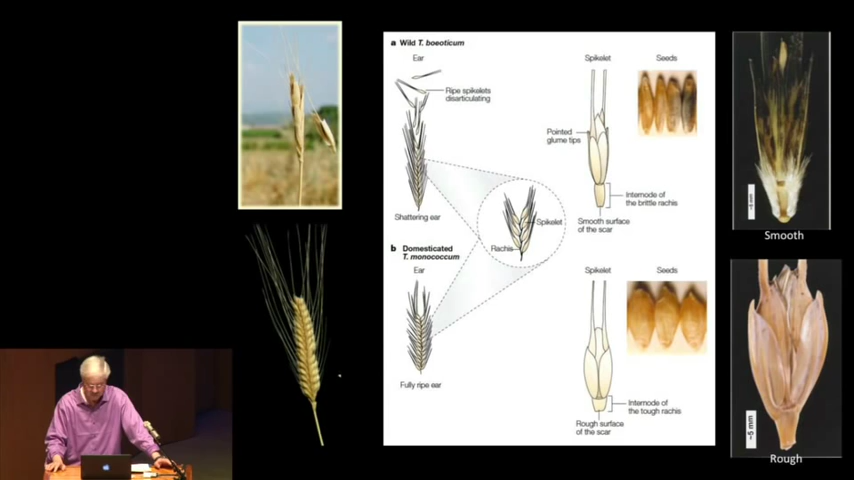 a Wild T. boeoticum
Ear
Spikelet
Seeds
Ripe spikelets
disarticulating
Pointed
glume tips
Internode of
the brittle rachis
Shattering ear
Smooth surface
of the scar
Spikelet
Rachis
b Domesticated
T. monococcum
Ear
Spikelet
Seeds
Fully ripe ear
Internode of
the tough rachis
Rough surface
of the scar
Smooth
~5 mm
Rough